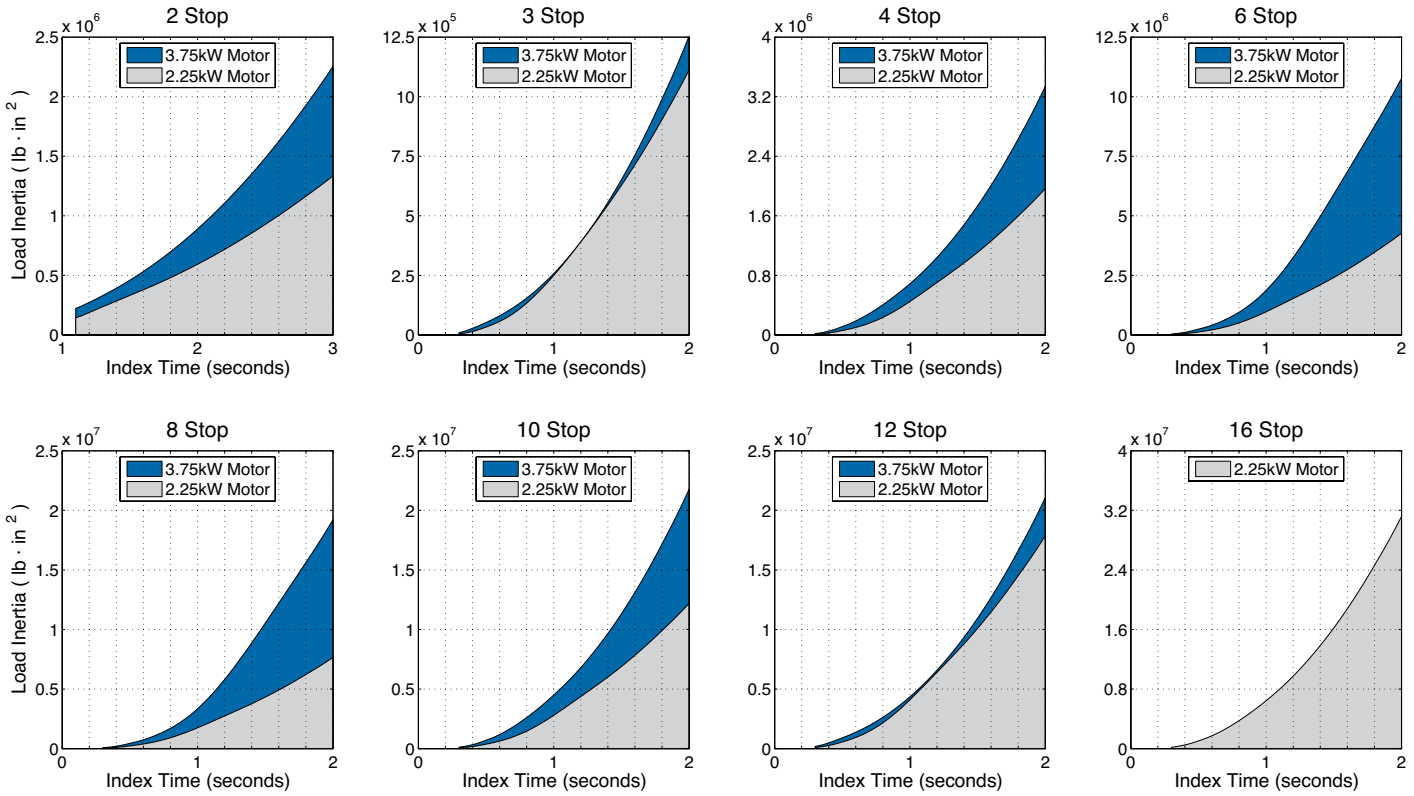 2 Stop
x 10^6
3.75kW Motor
2.25kW Motor
2.5
2
1.5
1
0.5
0
Load Inertia ( lb · in^2 )
1 2 3
Index Time (seconds)
3 Stop
x 10^5
3.75kW Motor
2.25kW Motor
12.5
10
7.5
5
2.5
0
0 1 2
Index Time (seconds)
4 Stop
x 10^6
3.75kW Motor
2.25kW Motor
4
3.2
2.4
1.6
0.8
0
0 1 2
Index Time (seconds)
6 Stop
x 10^6
3.75kW Motor
2.25kW Motor
12.5
10
7.5
5
2.5
0
0 1 2
Index Time (seconds)
8 Stop
x 10^7
3.75kW Motor
2.25kW Motor
2.5
2
1.5
1
0.5
0
Load Inertia ( lb · in^2 )
0 1 2
Index Time (seconds)
10 Stop
x 10^7
3.75kW Motor
2.25kW Motor
2.5
2
1.5
1
0.5
0
0 1 2
Index Time (seconds)
12 Stop
x 10^7
3.75kW Motor
2.25kW Motor
2.5
2
1.5
1
0.5
0
0 1 2
Index Time (seconds)
16 Stop
x 10^7
2.25kW Motor
4
3.2
2.4
1.6
0.8
0
0 1 2
Index Time (seconds)